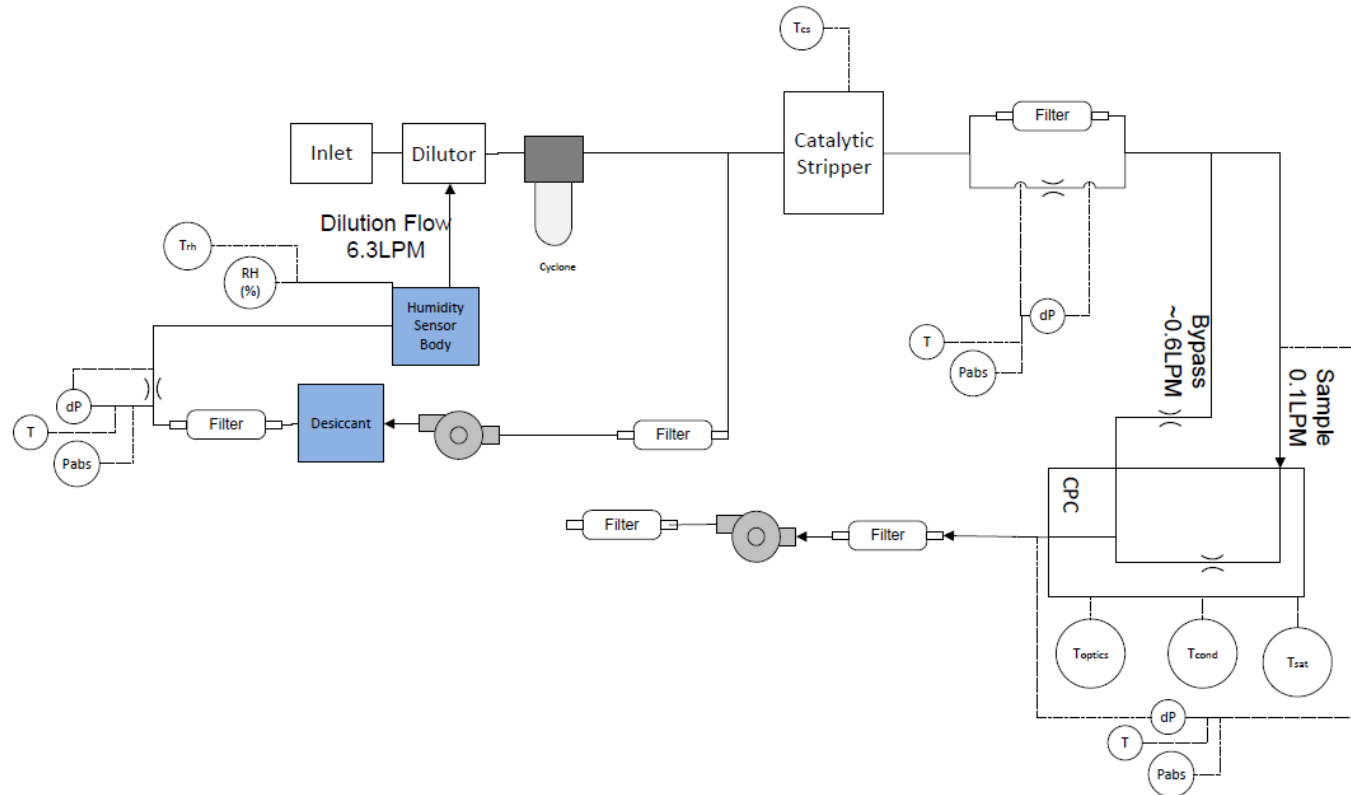 Tcs
Filter
Catalytic
Stripper
Inlet
Dilutor
Dilution Flow
6.3LPM
Cyclone
Trh
RH
(%)
Humidity
Sensor
Body
dP
T
Pabs
Bypass
~0.6LPM
Sample
0.1LPM
dP
T
Pabs
Filter
Desiccant
Filter
CPC
Filter
Filter
Toptics
Tcond
Tsat
dP
T
Pabs